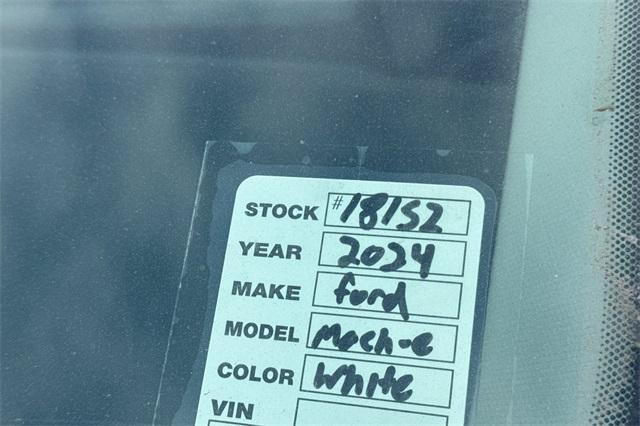 STOCK #18152
YEAR 2024
MAKE Ford
MODEL Mach-e
COLOR White
VIN